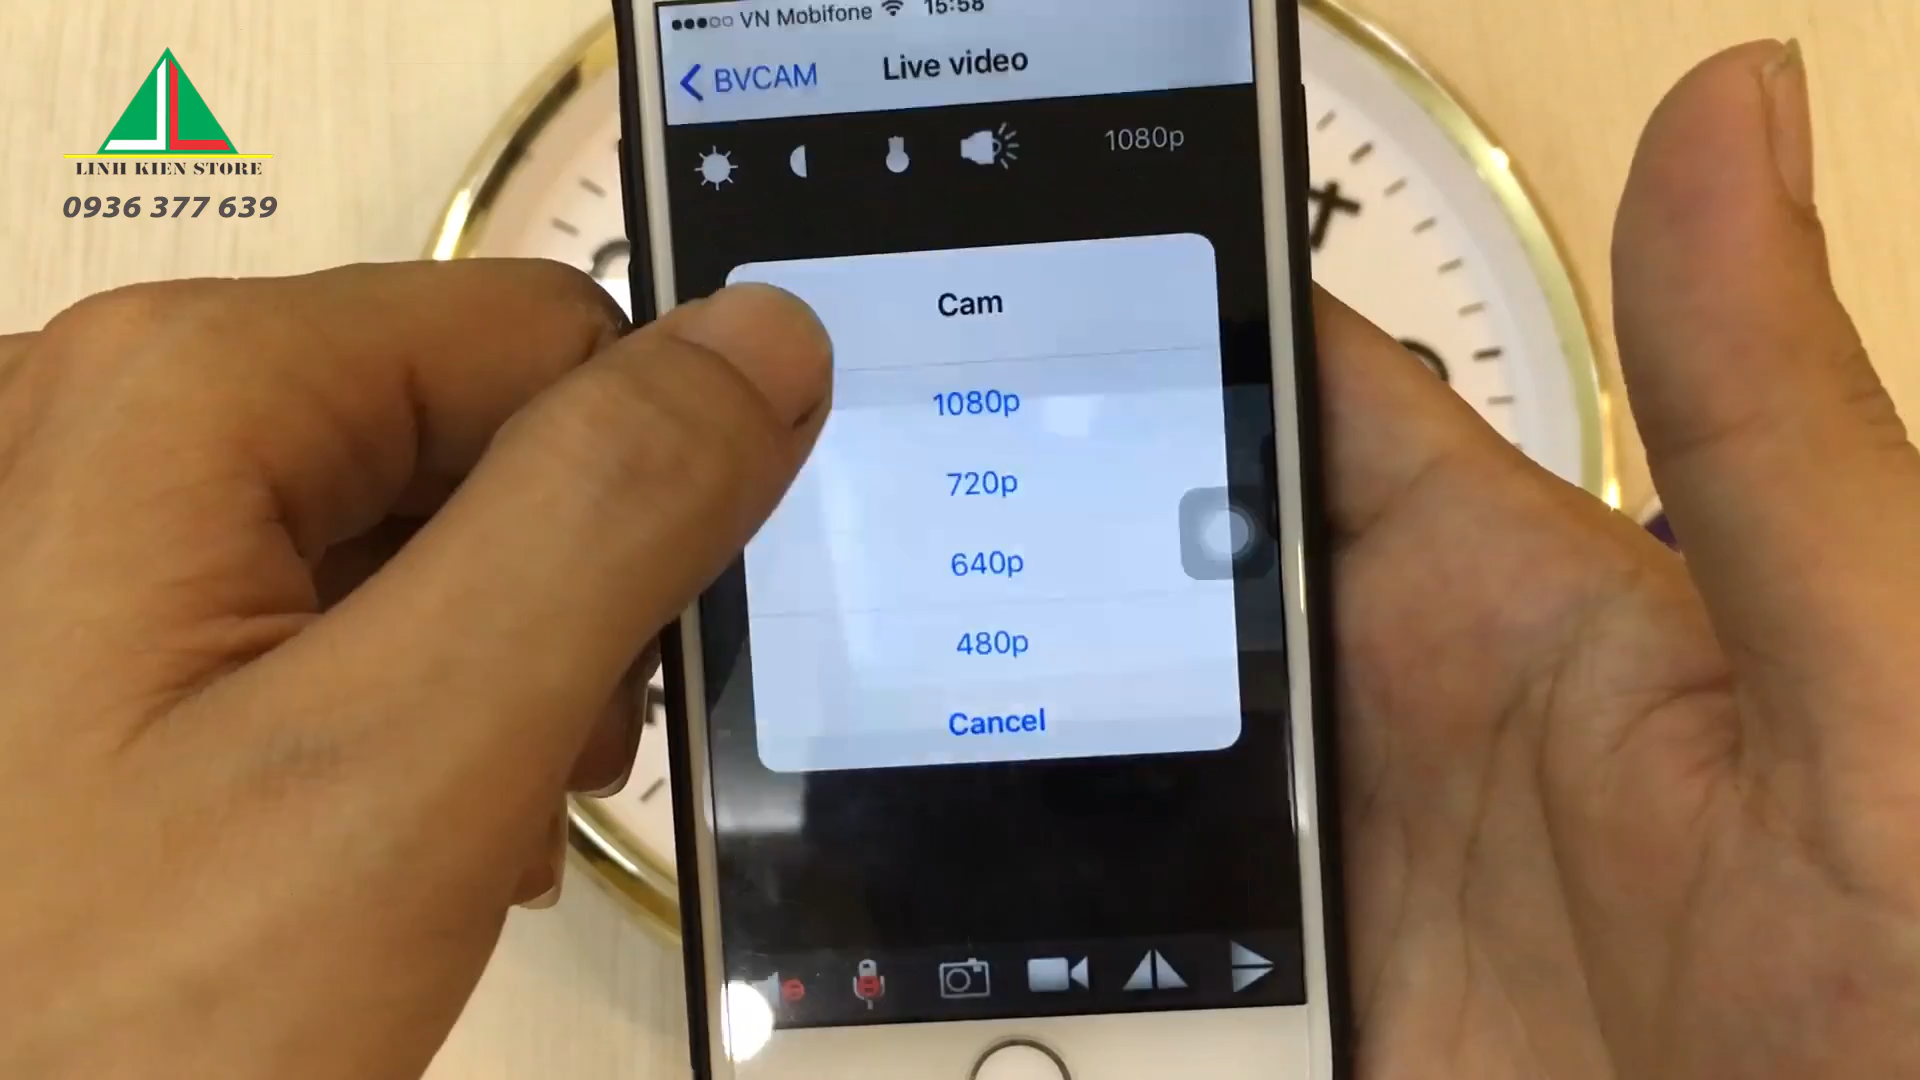 LINH KIEN STORE
0936 377 639
VN Mobifone 15:58
BVCAM
Live video
1080p
Cam
1080p
720p
640p
480p
Cancel